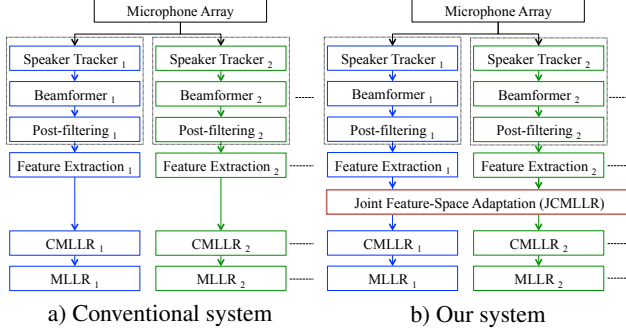 Microphone Array
Speaker Tracker 1
Speaker Tracker 2
Beamformer 1
Beamformer 2
Post-filtering 1
Post-filtering 2
Feature Extraction 1
Feature Extraction 2
CMLLR 1
CMLLR 2
MLLR 1
MLLR 2
a) Conventional system
Microphone Array
Speaker Tracker 1
Speaker Tracker 2
Beamformer 1
Beamformer 2
Post-filtering 1
Post-filtering 2
Feature Extraction 1
Feature Extraction 2
Joint Feature-Space Adaptation (JCMLLR)
CMLLR 1
CMLLR 2
MLLR 1
MLLR 2
b) Our system